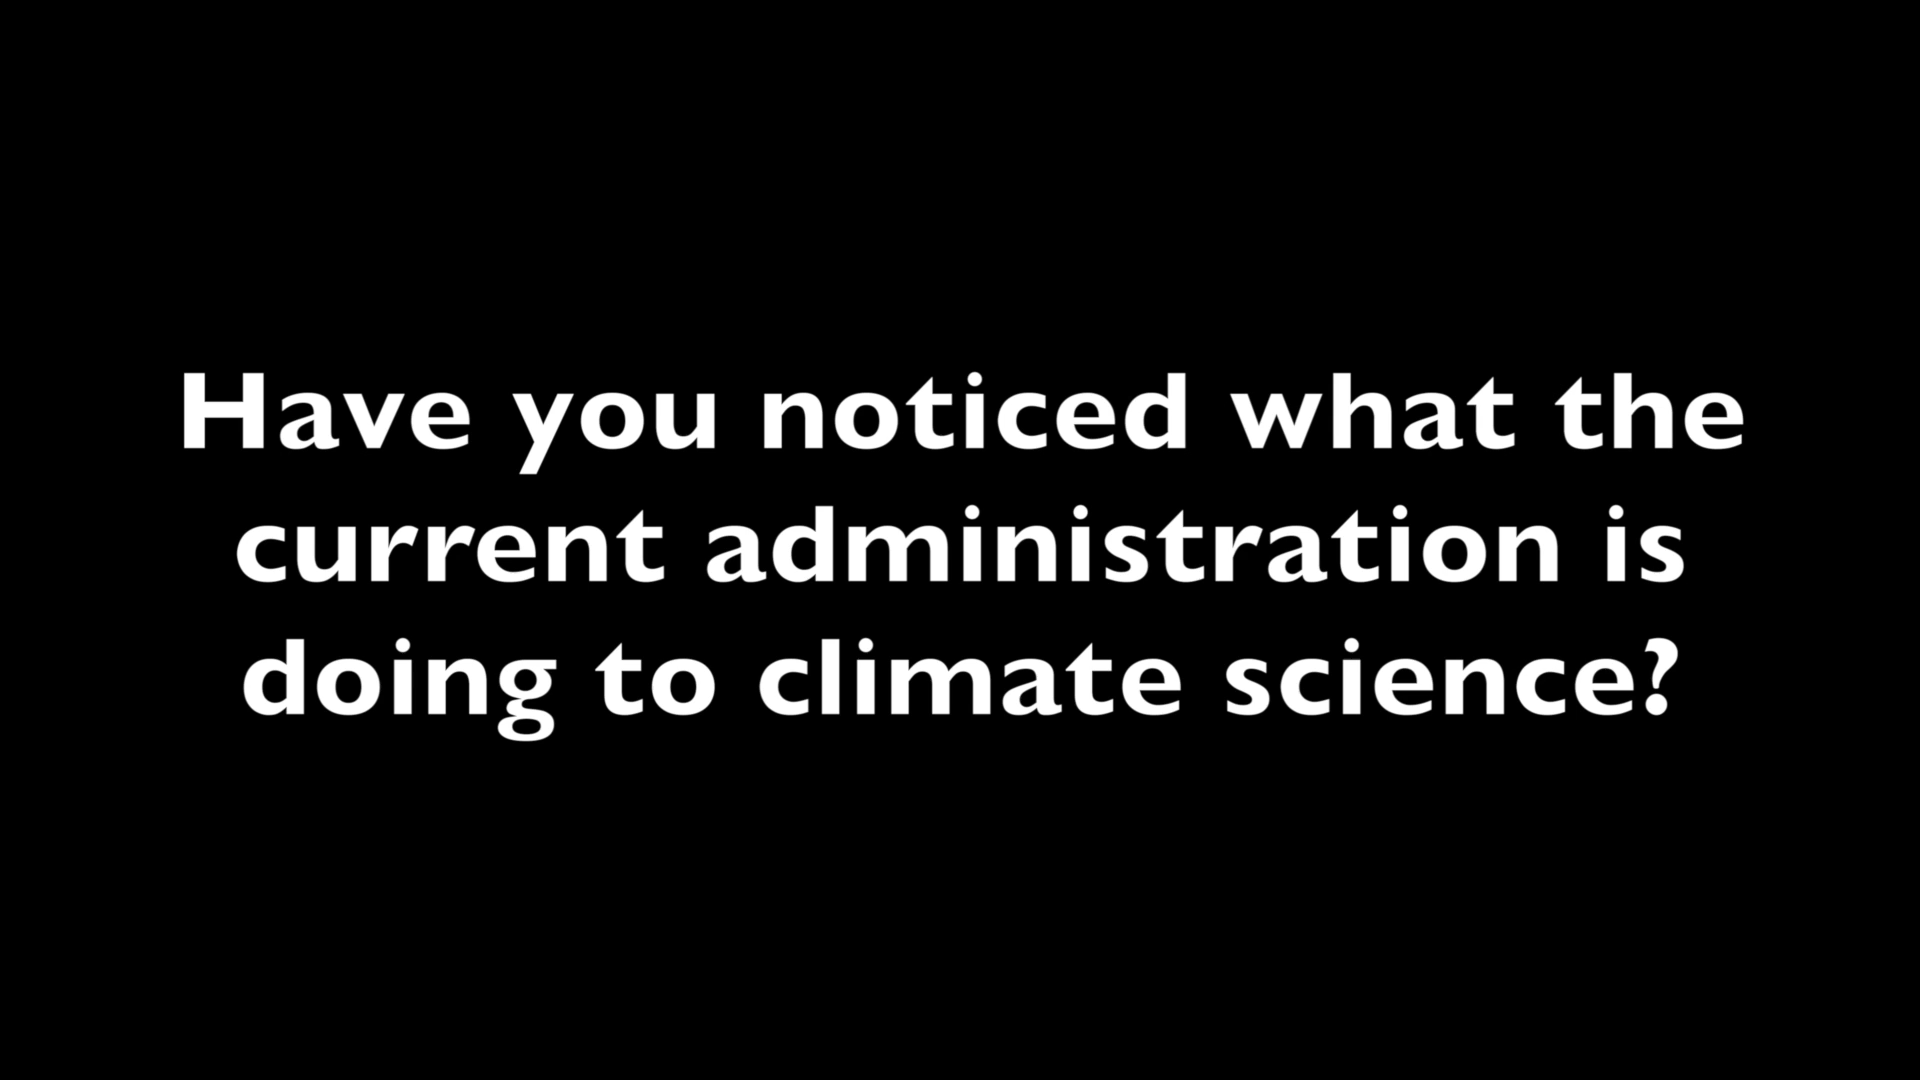 Have you noticed what the
current administration is
doing to climate science?